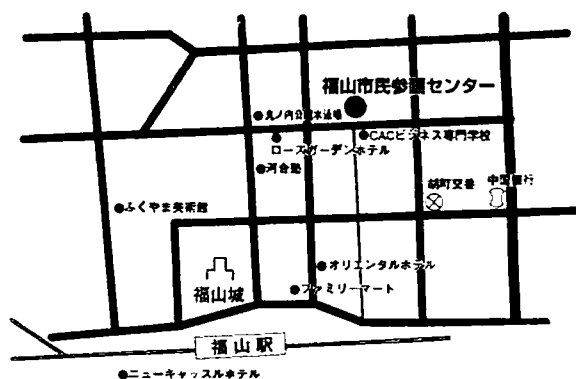 福山市民参画センター
丸ノ内公園水泳場
CACビジネス専門学校
ローズガーデンホテル
河合塾
胡町交番
中国銀行
ふくやま美術館
オリエンタルホテル
福山城
ファミリーマート
福山駅
ニューキャッスルホテル